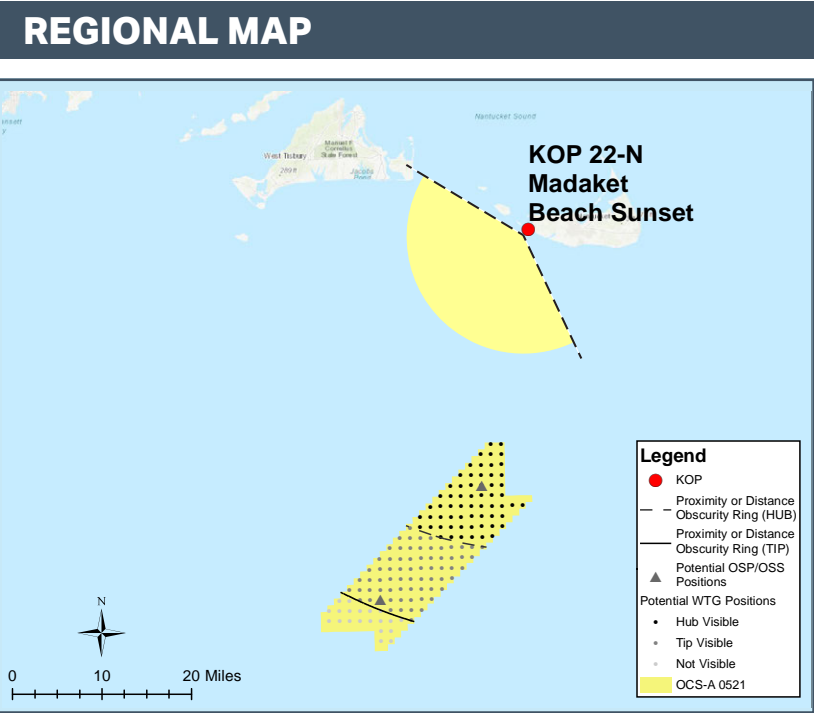 REGIONAL MAP
Nantucket Sound
West Tisbury
State Forest
KOP 22-N
Madaket
Beach Sunset
Legend
KOP
Proximity or Distance
Obscurity Ring (HUB)
Proximity or Distance
Obscurity Ring (TIP)
Potential OSP/OSS
Positions
Potential WTG Positions
Hub Visible
Tip Visible
Not Visible
OCS-A 0521
N
0 10 20 Miles